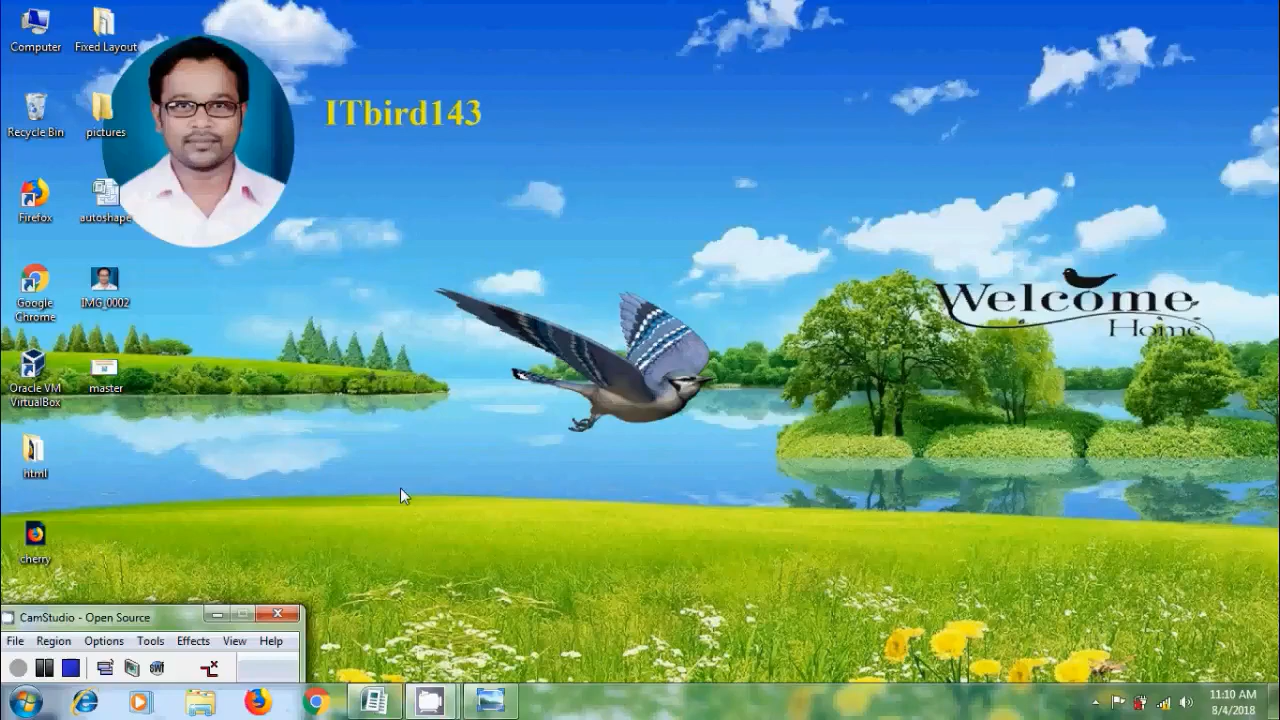 Computer
Fixed Layout
Recycle Bin
pictures
Firefox
autoshape
Google
Chrome
IMG_0002
Oracle VM
VirtualBox
master
html
cherry
ITbird143
Welcome
Home
CamStudio - Open Source
File Region Options Tools Effects View Help
11:10 AM
8/4/2018